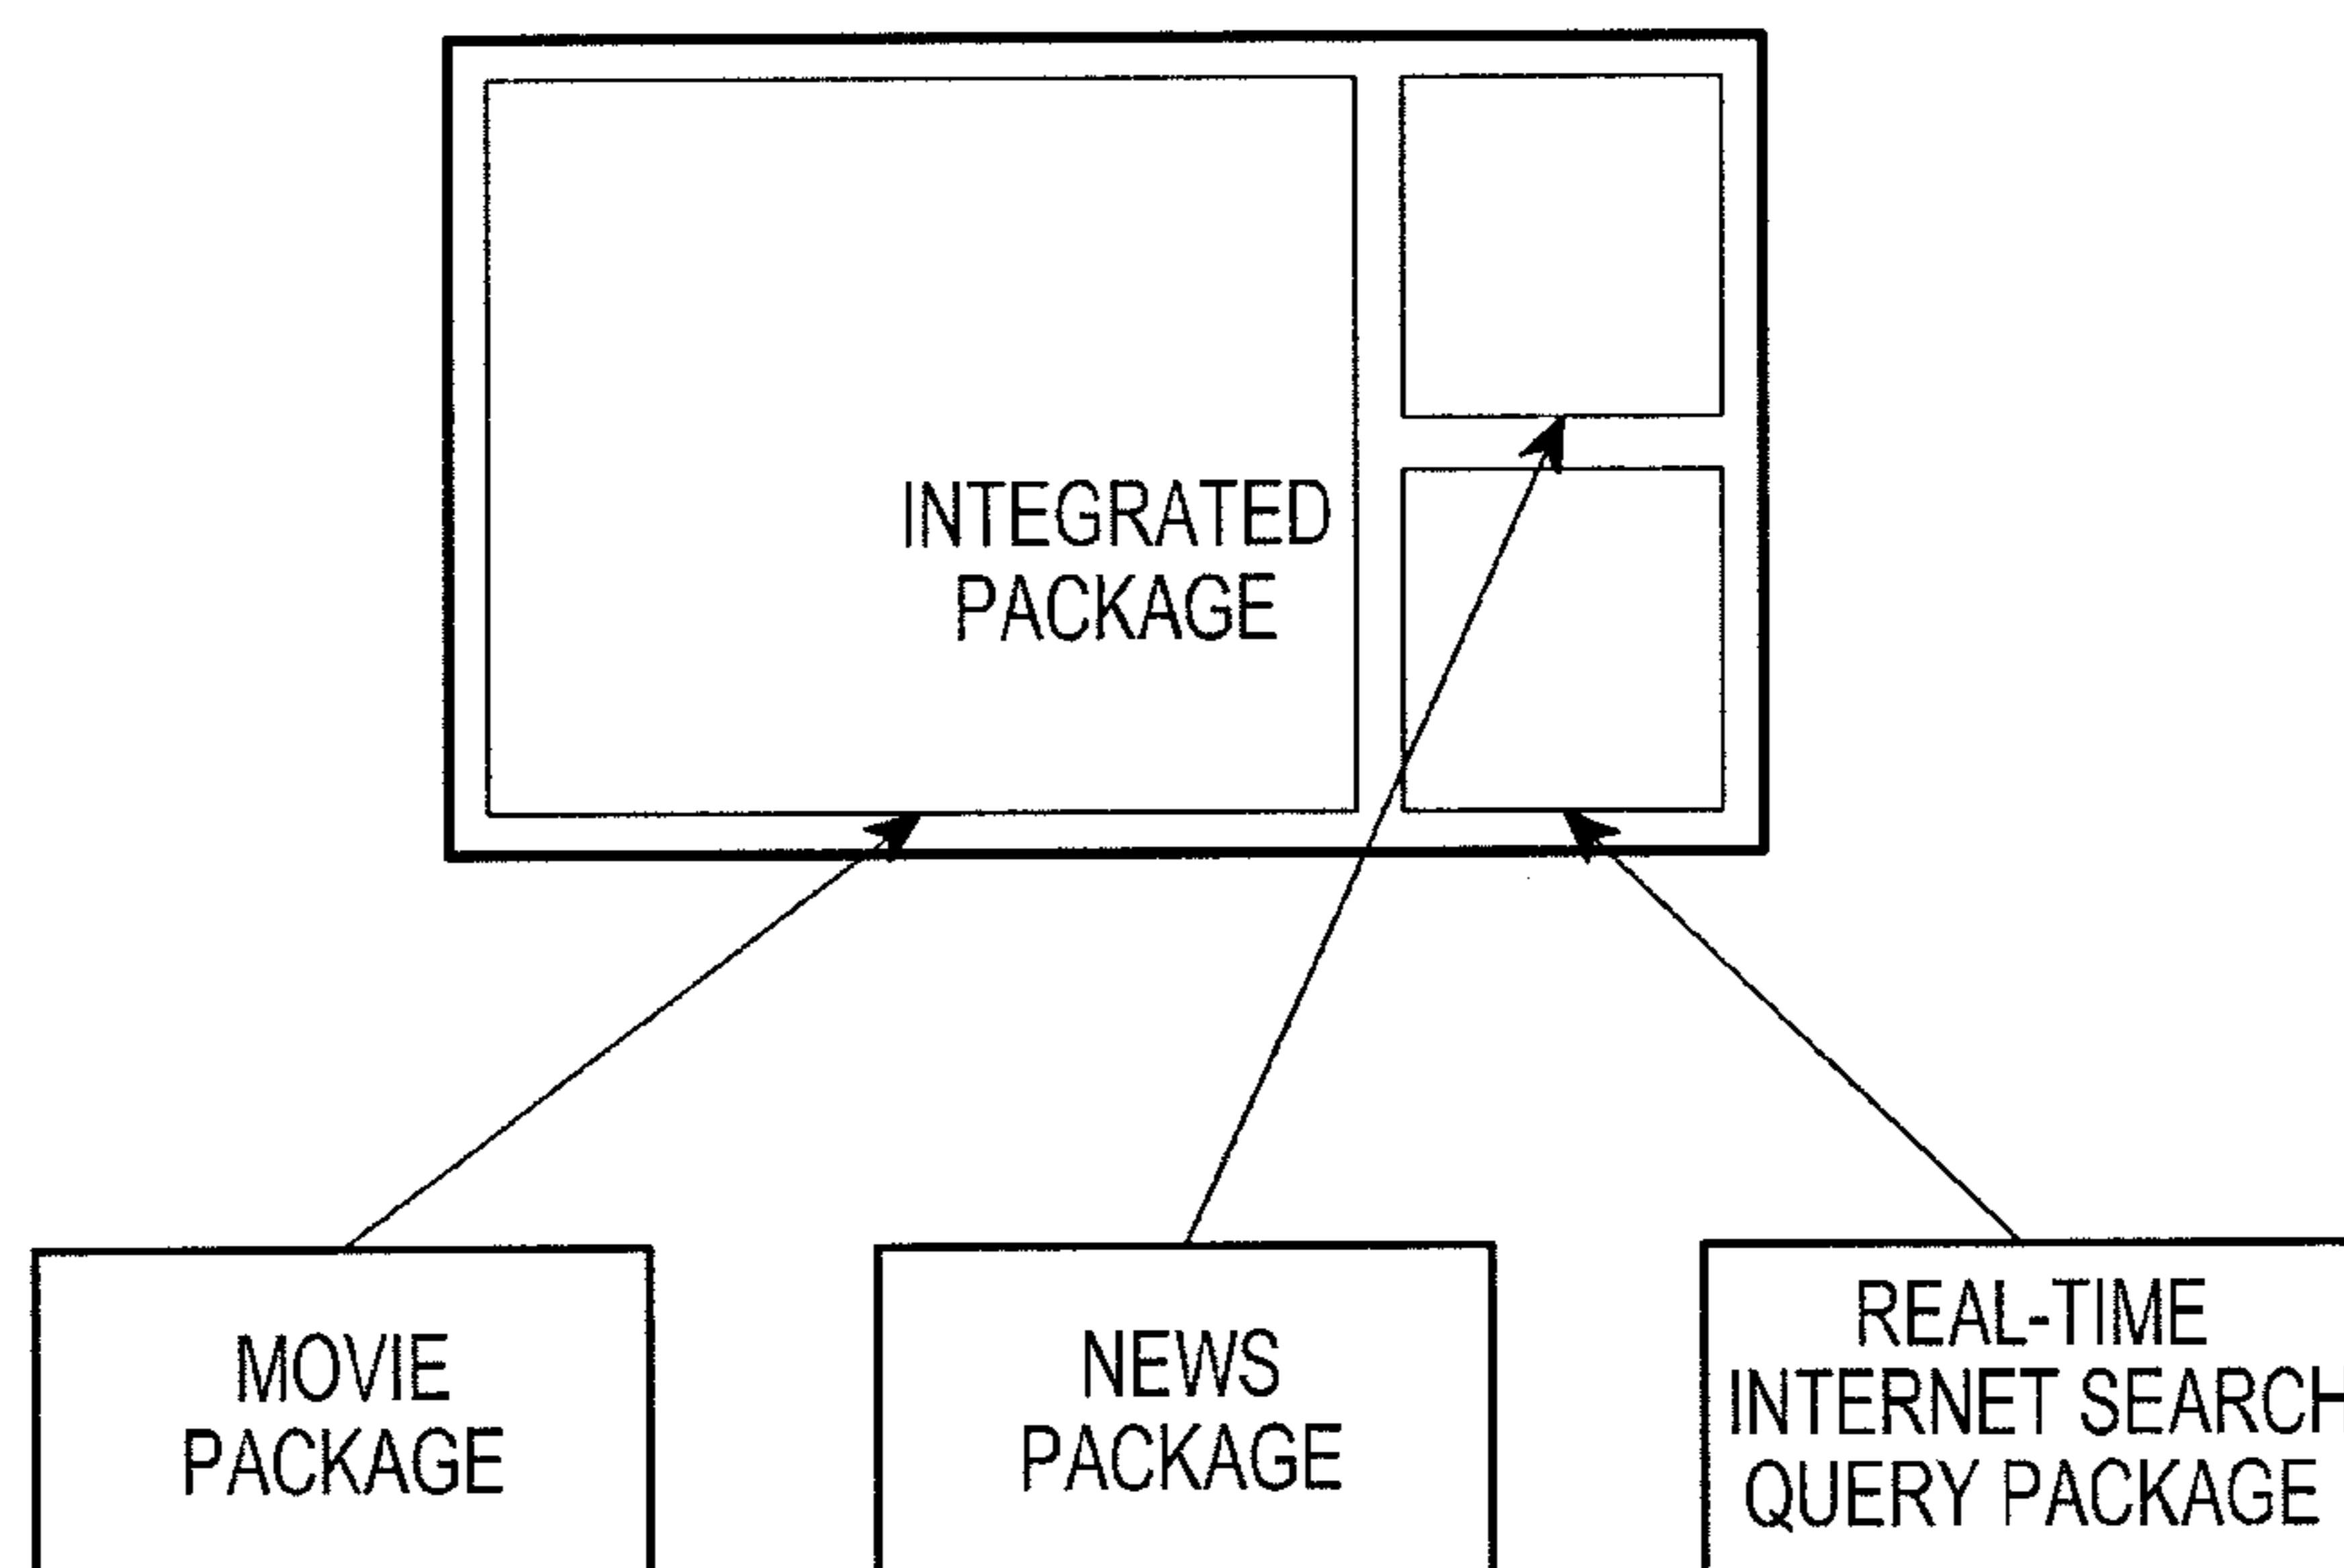 INTEGRATED
PACKAGE
MOVIE
PACKAGE
NEWS
PACKAGE
REAL-TIME
INTERNET SEARCH
QUERY PACKAGE